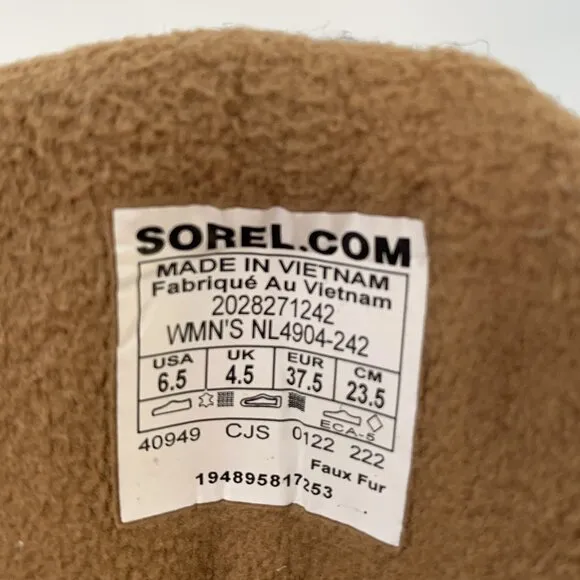 SOREL.COM
MADE IN VIETNAM
Fabriqué Au Vietnam
2028271242
WMN'S NL4904-242
USA UK EUR CM
6.5 4.5 37.5 23.5
ECA-5
40949 CJS 0122 222
Faux Fur
194895817253